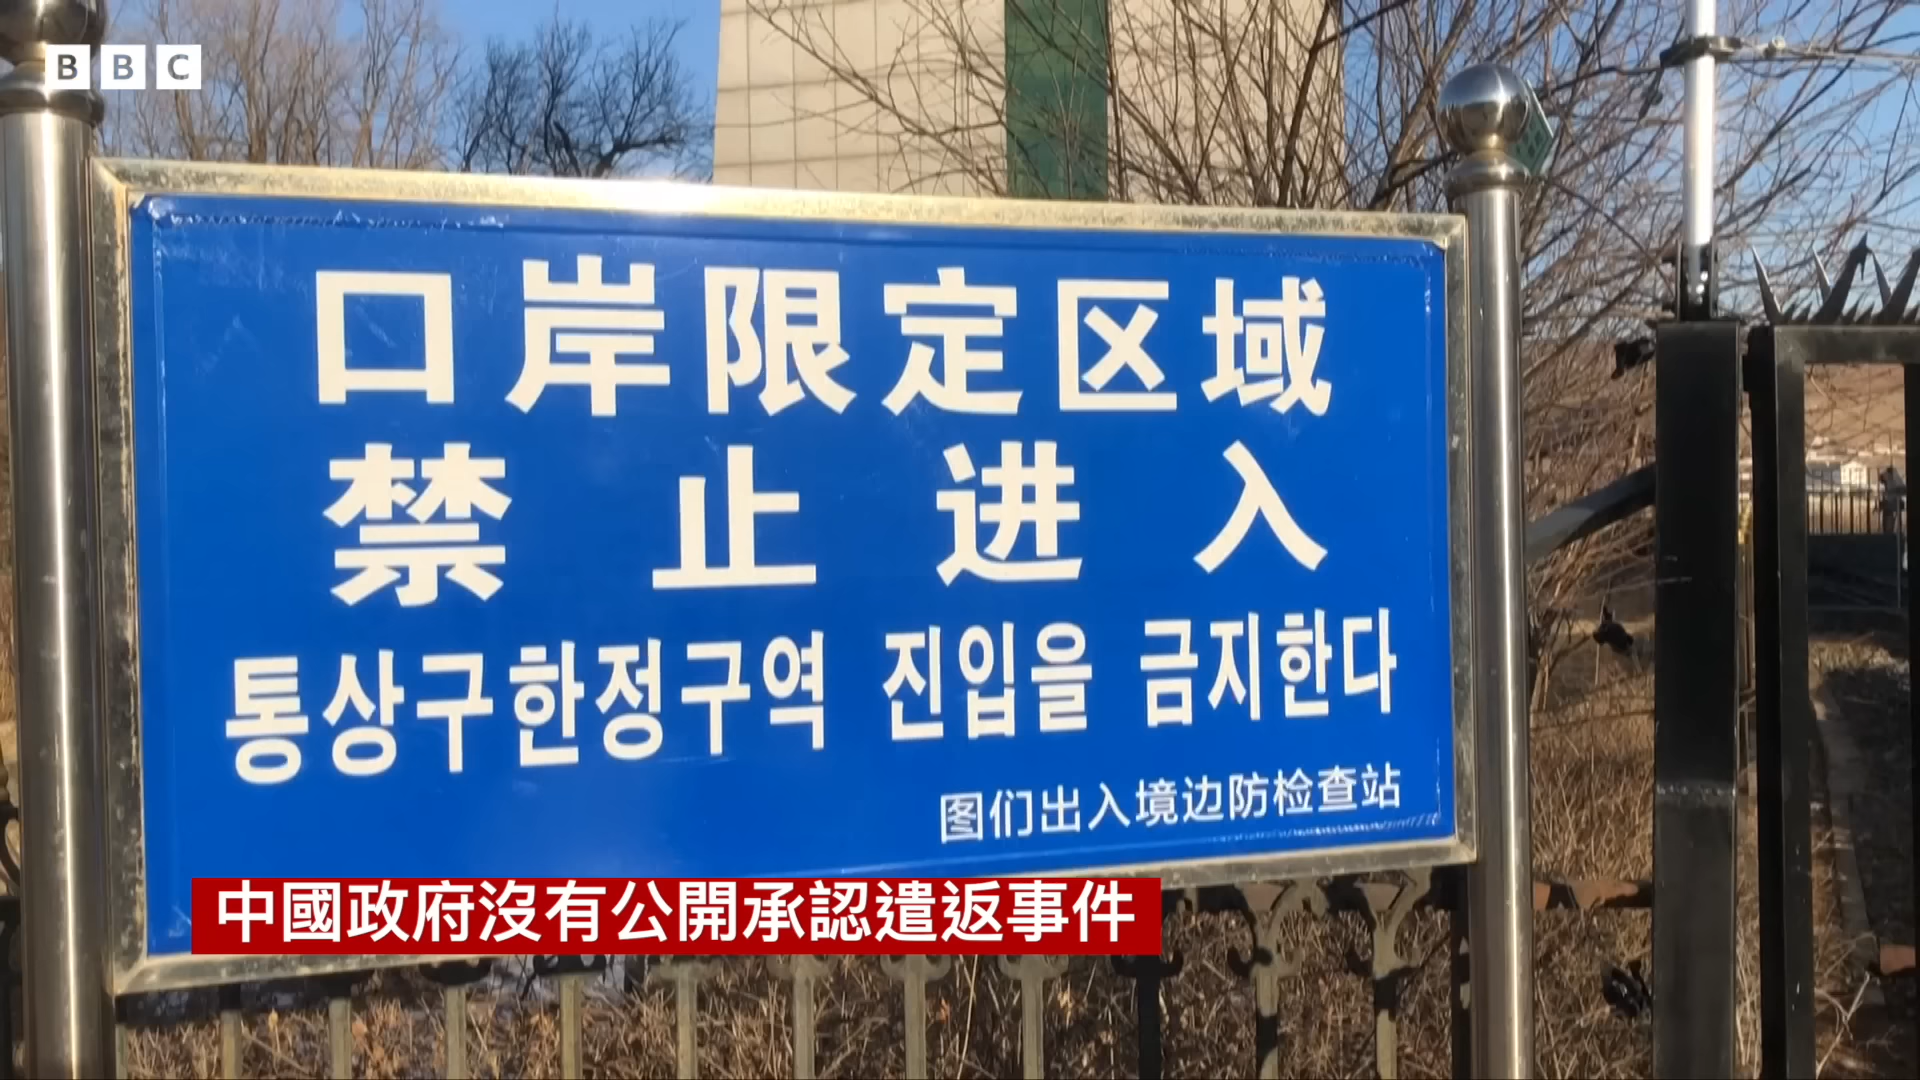 BBC
口岸限定区域
禁止进入
통상구한정구역 진입을 금지한다
图们出入境边防检查站
中國政府沒有公開承認遣返事件